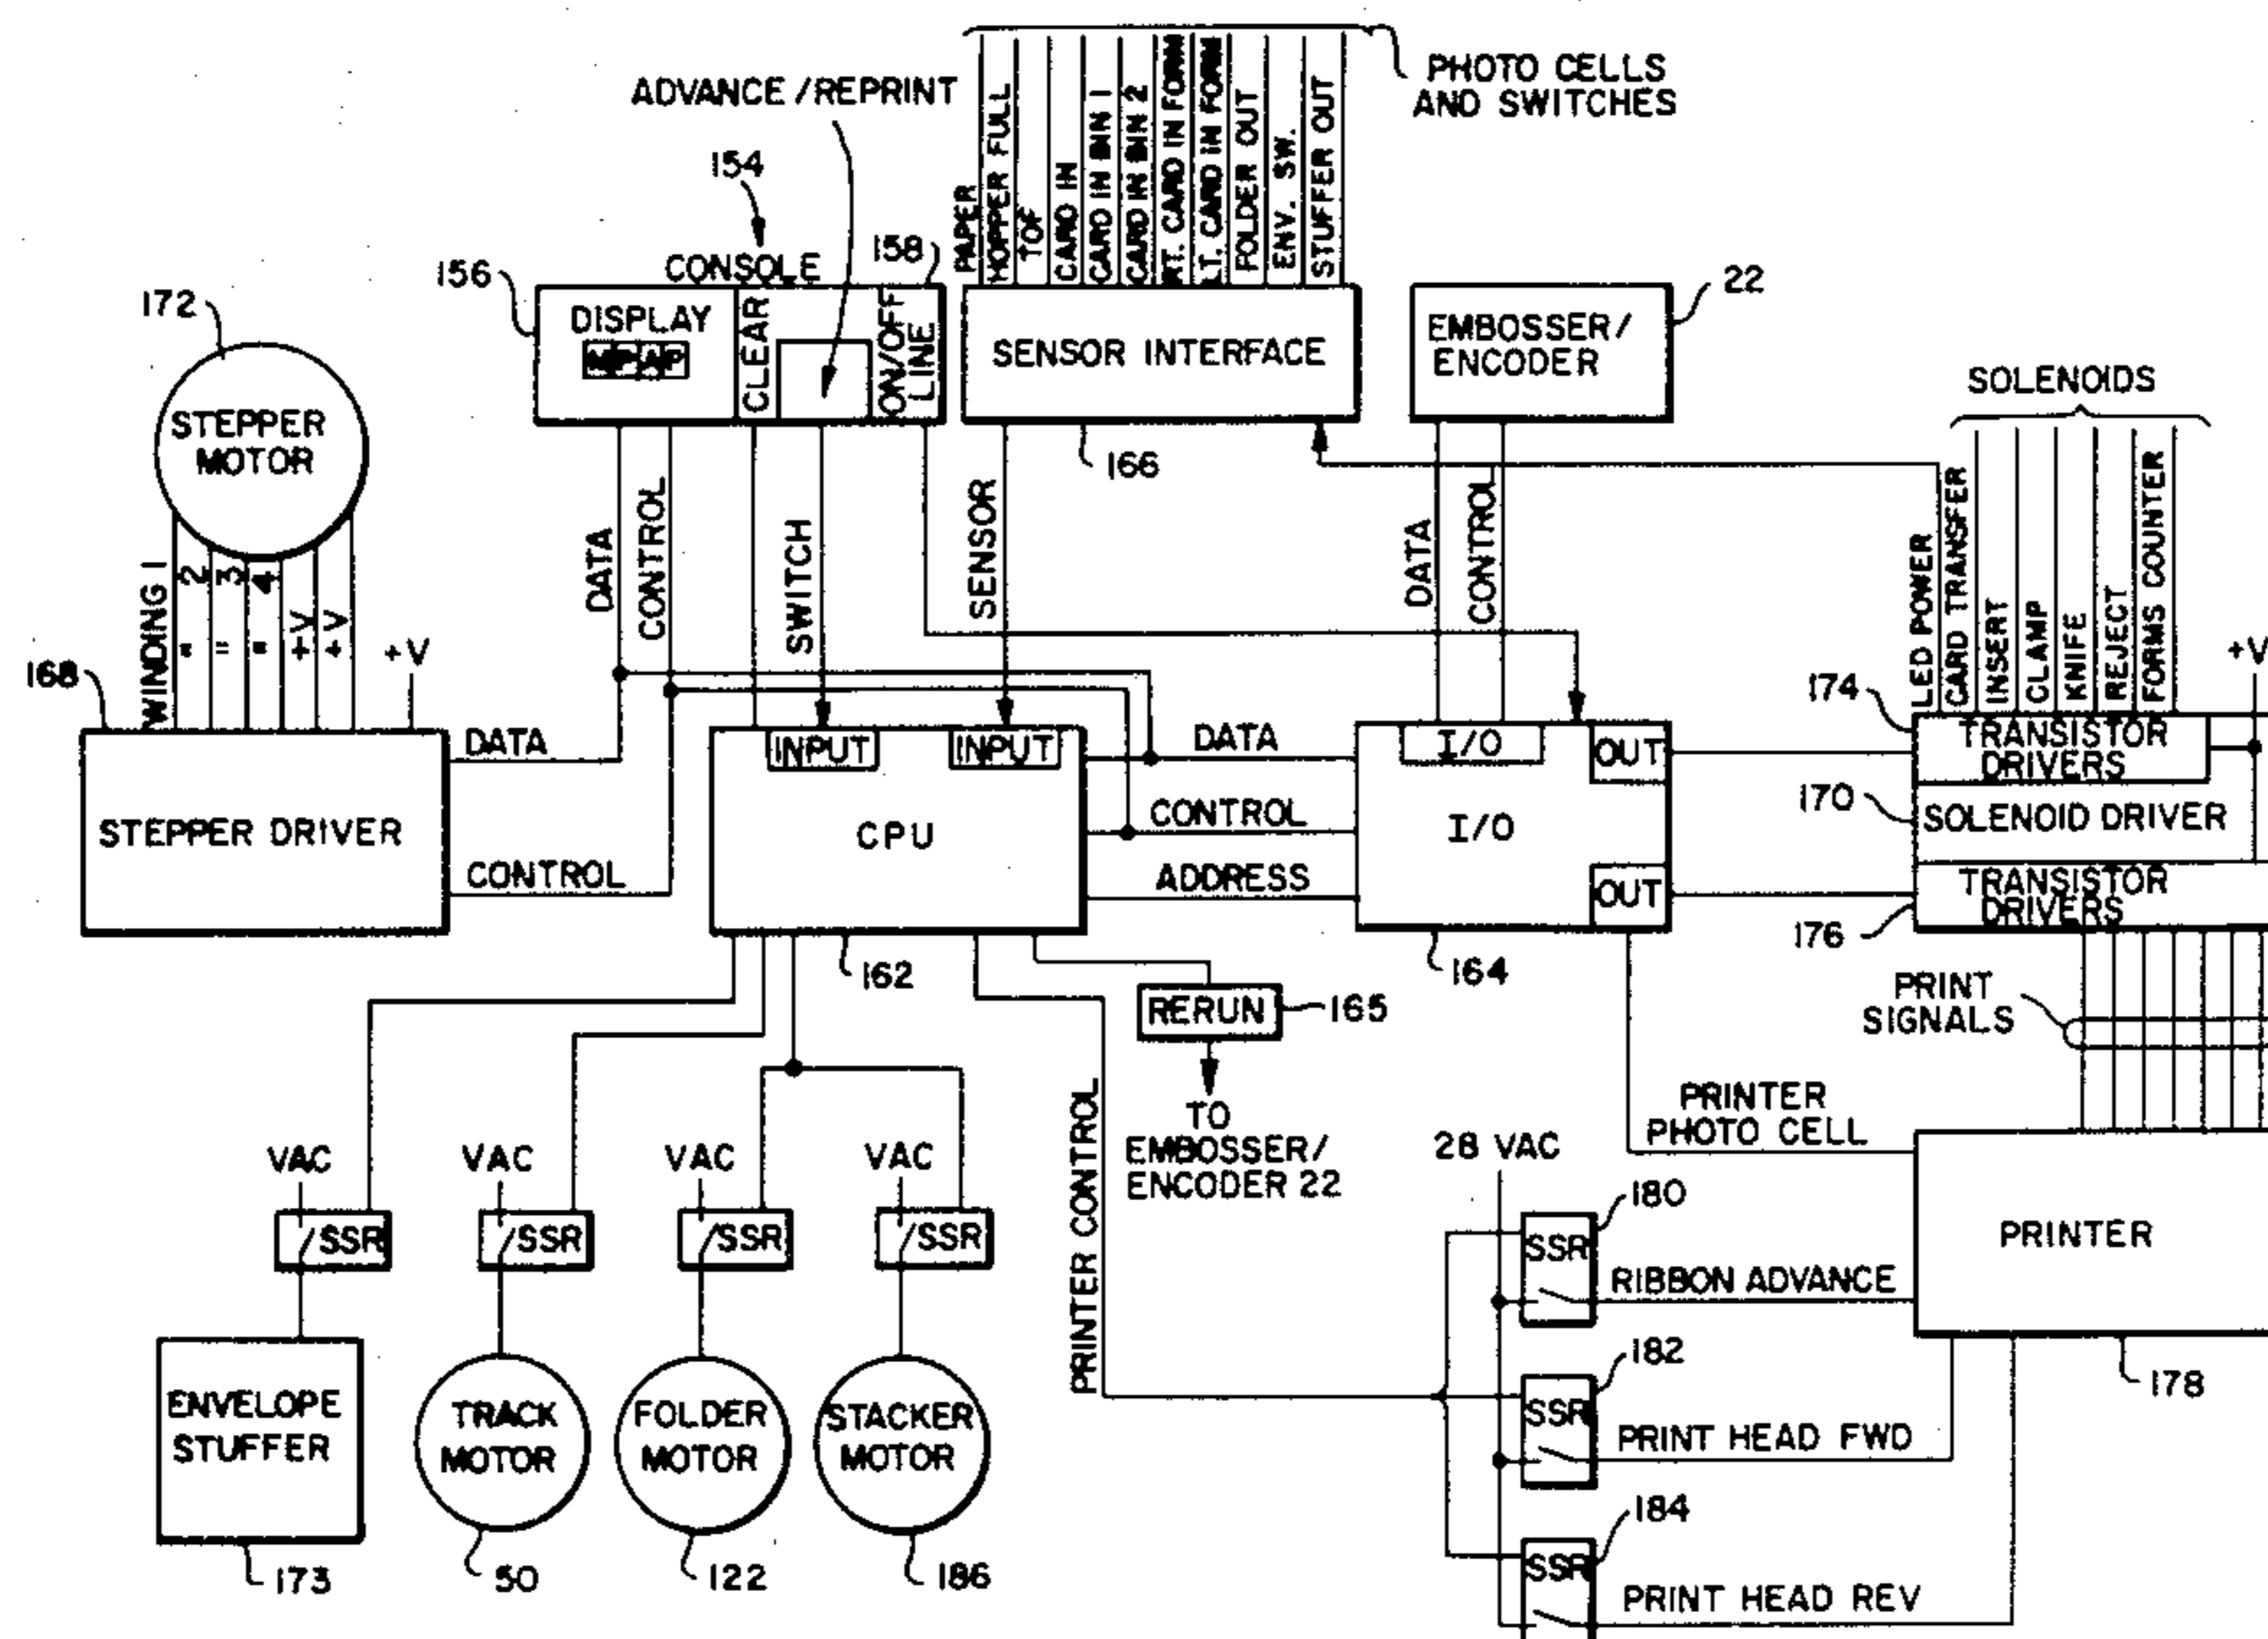 PHOTO CELLS
AND SWITCHES
ADVANCE/REPRINT
154
CONSOLE
156
158
DISPLAY
CLEAR
ON/OFF
LINE
PAPER
HOPPER FULL
TOF
CARD IN
CARD IN BIN 1
CARD IN BIN 2
RT. CARD IN FORM
LT. CARD IN FORM
FOLDER OUT
ENV. SW.
STUFFER OUT
SENSOR INTERFACE
166
EMBOSSER/
ENCODER
22
SOLENOIDS
LED POWER
CARD TRANSFER
INSERT
CLAMP
KNIFE
REJECT
FORMS COUNTER
+V
172
STEPPER
MOTOR
WINDING 1
" 2
" 3
" 4
+V
+V
+V
168
STEPPER DRIVER
DATA
CONTROL
DATA
CONTROL
SWITCH
SENSOR
DATA
CONTROL
INPUT
INPUT
CPU
162
DATA
CONTROL
ADDRESS
I/O
OUT
I/O
OUT
164
174
TRANSISTOR
DRIVERS
170
SOLENOID DRIVER
TRANSISTOR
DRIVERS
176
PRINT
SIGNALS
RERUN
165
TO
EMBOSSER/
ENCODER 22
PRINTER CONTROL
PRINTER
PHOTO CELL
PRINTER
178
28 VAC
180
SSR
RIBBON ADVANCE
182
SSR
PRINT HEAD FWD
184
SSR
PRINT HEAD REV
VAC
VAC
VAC
VAC
SSR
SSR
SSR
SSR
ENVELOPE
STUFFER
173
TRACK
MOTOR
50
FOLDER
MOTOR
122
STACKER
MOTOR
186